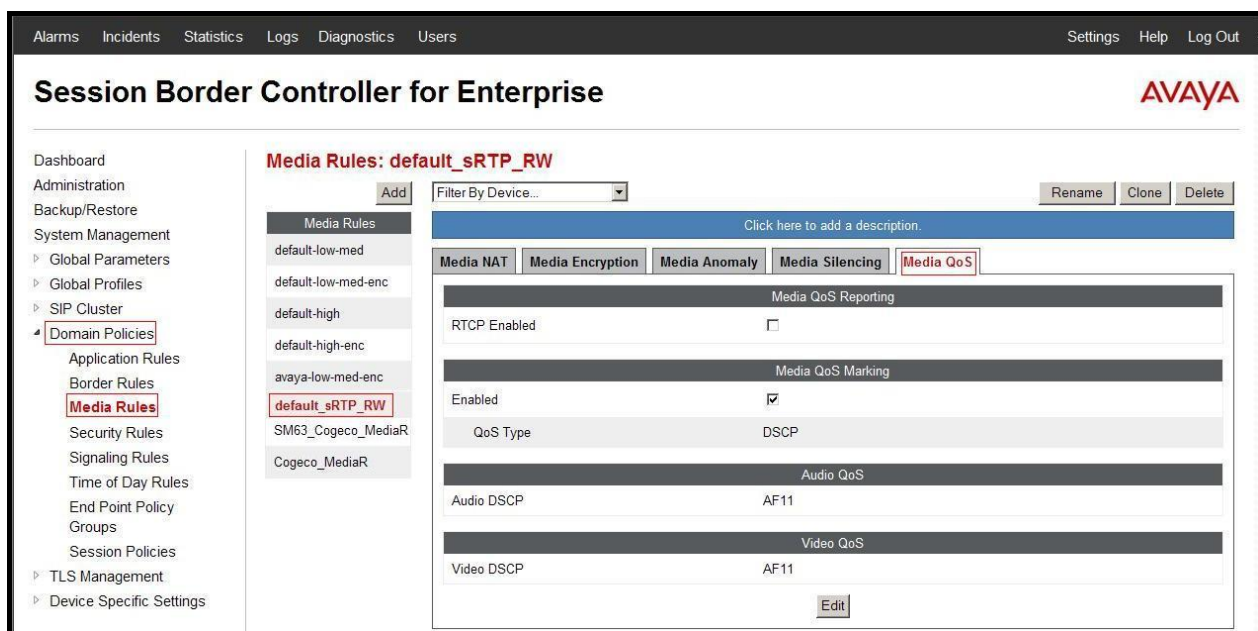 Alarms Incidents Statistics Logs Diagnostics Users Settings Help Log Out
Session Border Controller for Enterprise
AVAYA
Dashboard
Administration
Backup/Restore
System Management
Global Parameters
Global Profiles
SIP Cluster
Domain Policies
Application Rules
Border Rules
Media Rules
Security Rules
Signaling Rules
Time of Day Rules
End Point Policy
Groups
Session Policies
TLS Management
Device Specific Settings
Media Rules: default_sRTP_RW
Add
Filter By Device...
Rename Clone Delete
Media Rules
default-low-med
default-low-med-enc
default-high
default-high-enc
avaya-low-med-enc
default_sRTP_RW
SM63_Cogeco_MediaR
Cogeco_MediaR
Click here to add a description.
Media NAT Media Encryption Media Anomaly Media Silencing Media QoS
Media QoS Reporting
RTCP Enabled
Media QoS Marking
Enabled
QoS Type DSCP
Audio QoS
Audio DSCP AF11
Video QoS
Video DSCP AF11
Edit